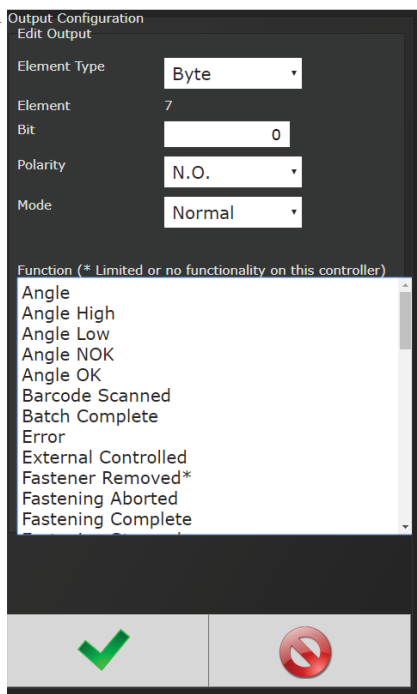 Output Configuration
Edit Output
Element Type
Byte
Element
7
Bit
0
Polarity
N.O.
Mode
Normal
Function (* Limited or no functionality on this controller)
Angle
Angle High
Angle Low
Angle NOK
Angle OK
Barcode Scanned
Batch Complete
Error
External Controlled
Fastener Removed*
Fastening Aborted
Fastening Complete